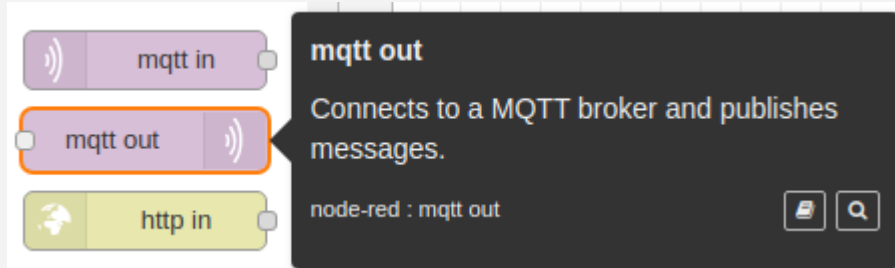 mqtt in
mqtt out
http in
mqtt out
Connects to a MQTT broker and publishes
messages.
node-red : mqtt out